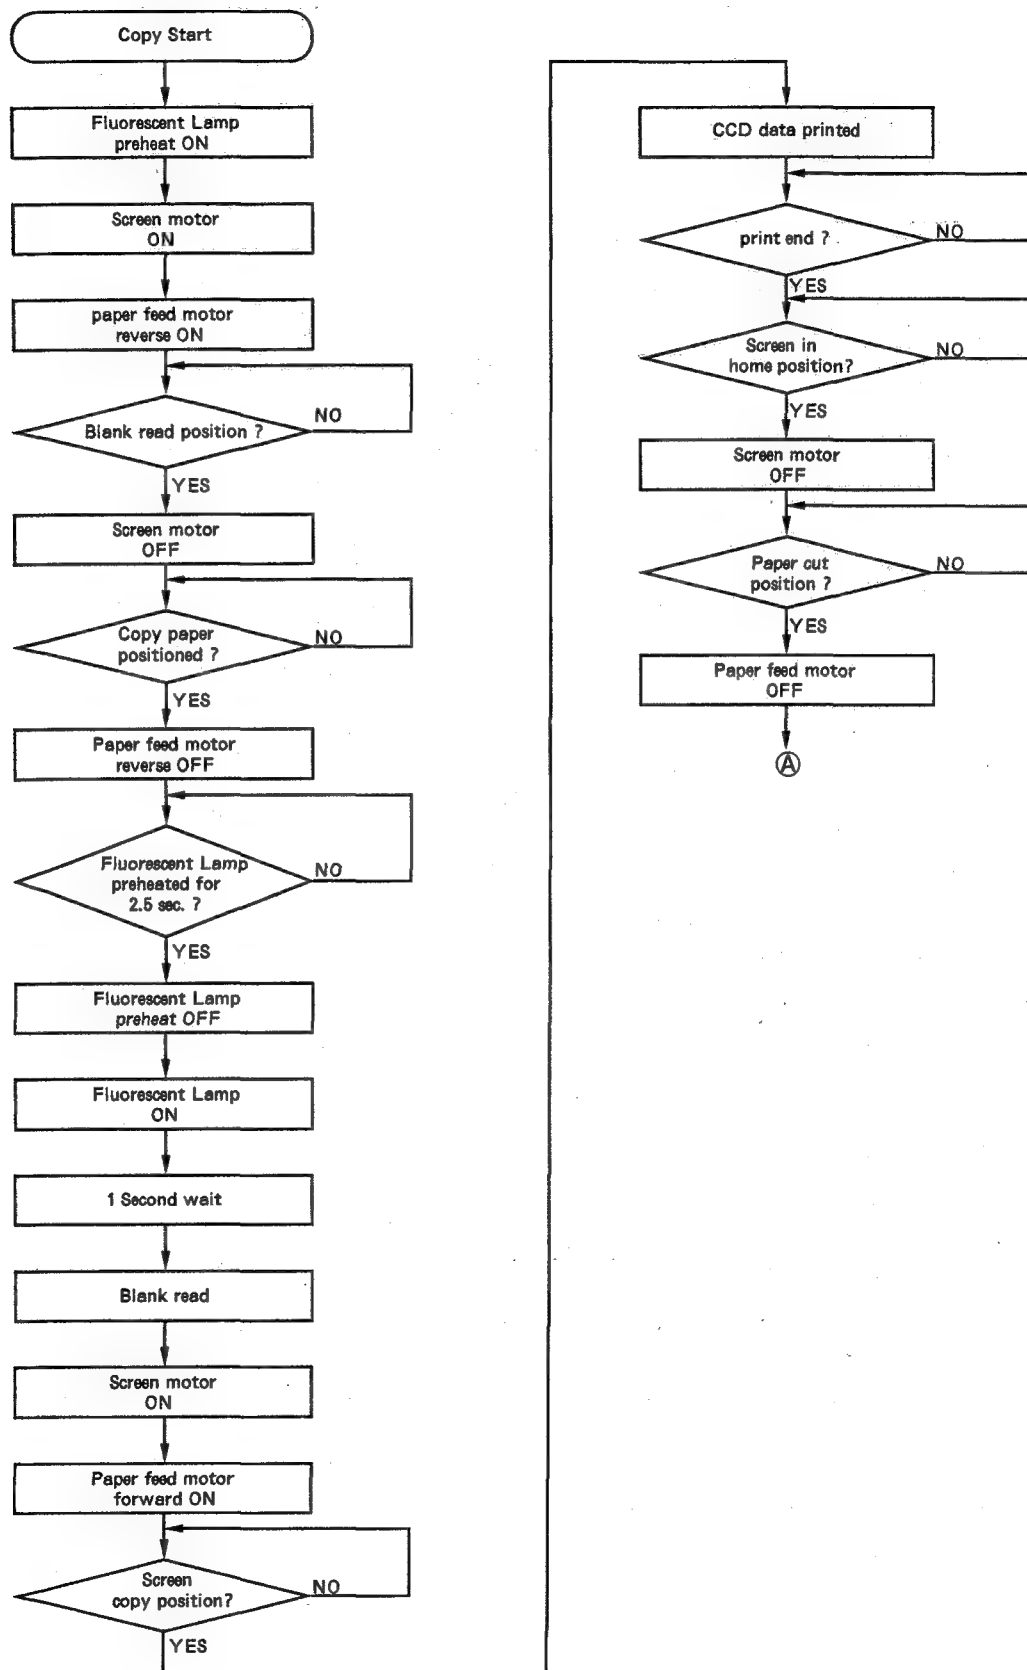 Copy Start
Fluorescent Lamp
preheat ON
Screen motor
ON
paper feed motor
reverse ON
Blank read position ?
NO
YES
Screen motor
OFF
Copy paper
positioned ?
NO
YES
Paper feed motor
reverse OFF
Fluorescent Lamp
preheated for
2.5 sec. ?
NO
YES
Fluorescent Lamp
preheat OFF
Fluorescent Lamp
ON
1 Second wait
Blank read
Screen motor
ON
Paper feed motor
forward ON
Screen
copy position?
NO
YES
CCD data printed
print end ?
NO
YES
Screen in
home position?
NO
YES
Screen motor
OFF
Paper cut
position ?
NO
YES
Paper feed motor
OFF
A